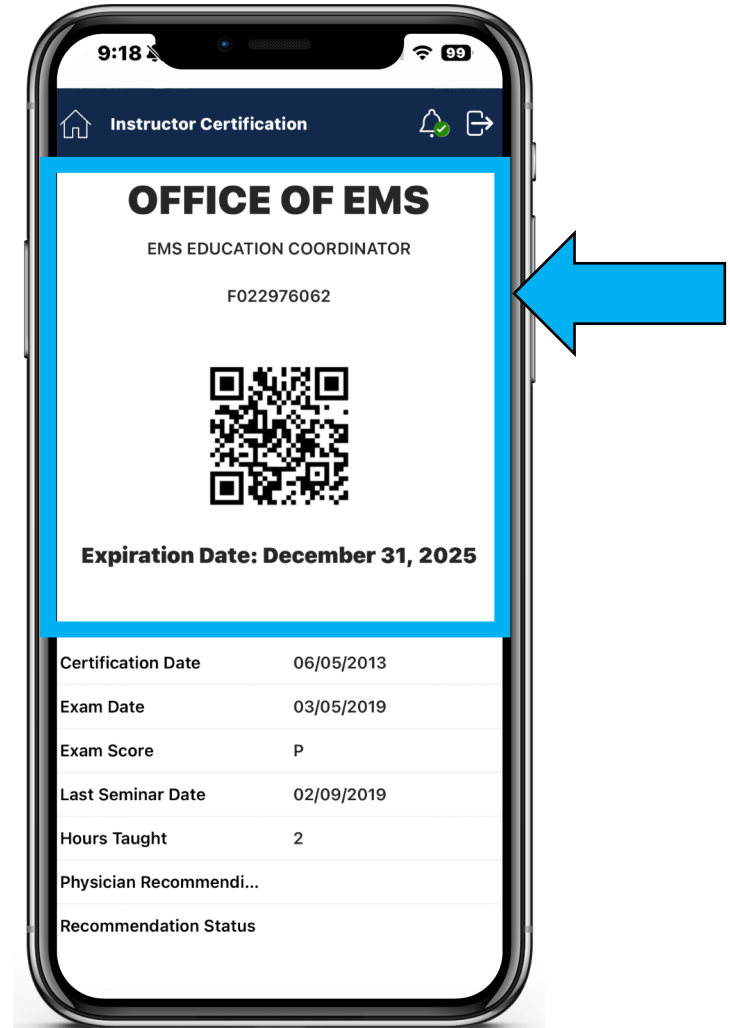 9:18 99
Instructor Certification
OFFICE OF EMS
EMS EDUCATION COORDINATOR
F022976062
Expiration Date: December 31, 2025
Certification Date 06/05/2013
Exam Date 03/05/2019
Exam Score P
Last Seminar Date 02/09/2019
Hours Taught 2
Physician Recommendi...
Recommendation Status